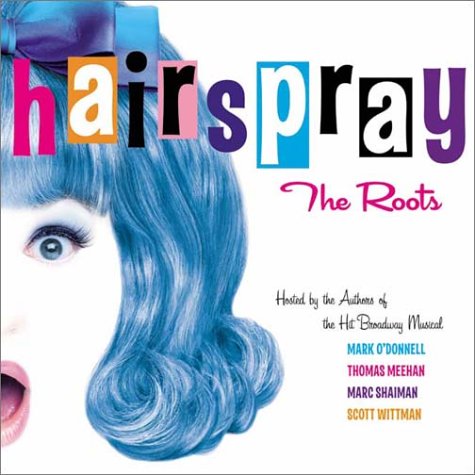 hairspray
The Roots
Hosted by the Authors of
the Hit Broadway Musical
MARK O'DONNELL
THOMAS MEEHAN
MARC SHAIMAN
SCOTT WITTMAN